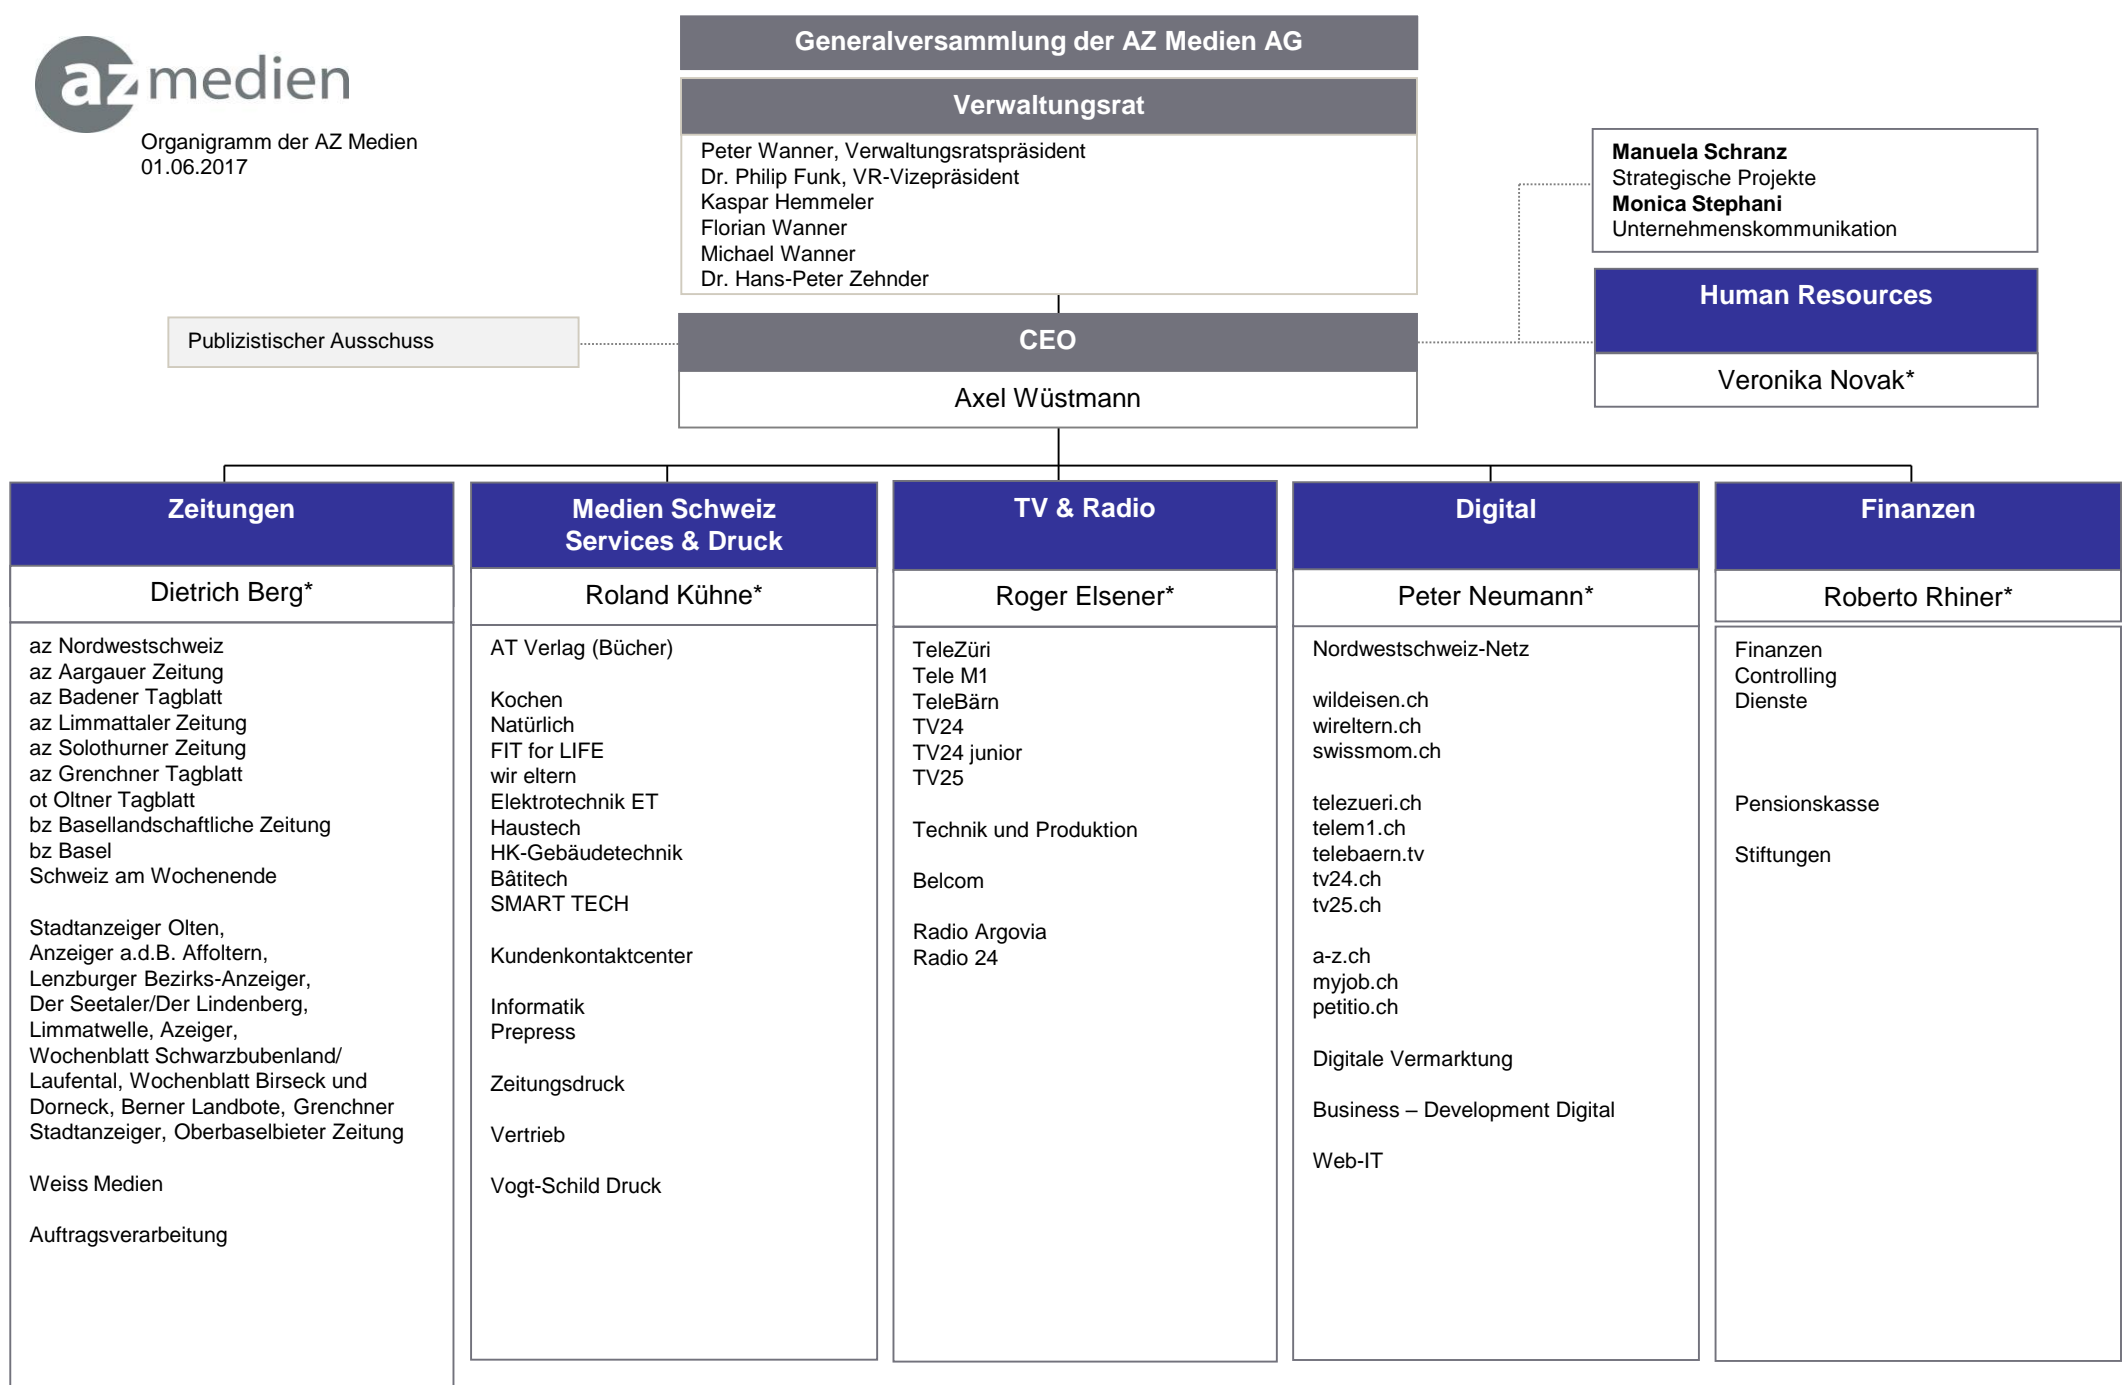 azmedien
Organigramm der AZ Medien
01.06.2017
Generalversammlung der AZ Medien AG
Verwaltungsrat
Peter Wanner, Verwaltungsratspräsident
Dr. Philip Funk, VR-Vizepräsident
Kaspar Hemmeler
Florian Wanner
Michael Wanner
Dr. Hans-Peter Zehnder
Manuela Schranz
Strategische Projekte
Monica Stephani
Unternehmenskommunikation
Human Resources
Veronika Novak*
Publizistischer Ausschuss
CEO
Axel Wüstmann
Zeitungen
Dietrich Berg*
az Nordwestschweiz
az Aargauer Zeitung
az Badener Tagblatt
az Limmattaler Zeitung
az Solothurner Zeitung
az Grenchner Tagblatt
ot Oltner Tagblatt
bz Basellandschaftliche Zeitung
bz Basel
Schweiz am Wochenende
Stadtanzeiger Olten,
Anzeiger a.d.B. Affoltern,
Lenzburger Bezirks-Anzeiger,
Der Seetaler/Der Lindenberg,
Limmatwelle, Azeiger,
Wochenblatt Schwarzbubenland/
Laufental, Wochenblatt Birseck und
Dorneck, Berner Landbote, Grenchner
Stadtanzeiger, Oberbaselbieter Zeitung
Weiss Medien
Auftragsverarbeitung
Medien Schweiz
Services & Druck
Roland Kühne*
AT Verlag (Bücher)
Kochen
Natürlich
FIT for LIFE
wir eltern
Elektrotechnik ET
Haustech
HK-Gebäudetechnik
Bâtitech
SMART TECH
Kundenkontaktcenter
Informatik
Prepress
Zeitungsdruck
Vertrieb
Vogt-Schild Druck
TV & Radio
Roger Elsener*
TeleZüri
Tele M1
TeleBärn
TV24
TV24 junior
TV25
Technik und Produktion
Belcom
Radio Argovia
Radio 24
Digital
Peter Neumann*
Nordwestschweiz-Netz
wildeisen.ch
wireltern.ch
swissmom.ch
telezueri.ch
telem1.ch
telebaern.tv
tv24.ch
tv25.ch
a-z.ch
myjob.ch
petitio.ch
Digitale Vermarktung
Business – Development Digital
Web-IT
Finanzen
Roberto Rhiner*
Finanzen
Controlling
Dienste
Pensionskasse
Stiftungen